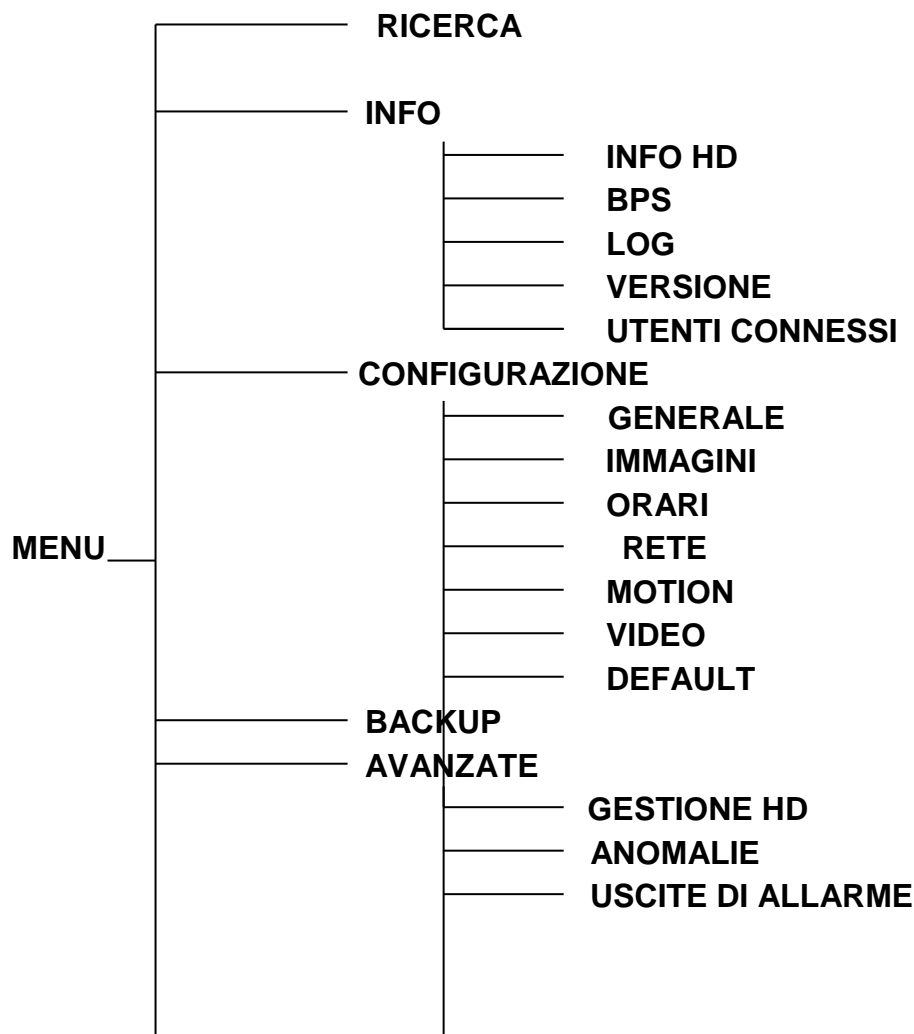 RICERCA
INFO
INFO HD
BPS
LOG
VERSIONE
UTENTI CONNESSI
CONFIGURAZIONE
GENERALE
IMMAGINI
ORARI
MENU
RETE
MOTION
VIDEO
DEFAULT
BACKUP
AVANZATE
GESTIONE HD
ANOMALIE
USCITE DI ALLARME